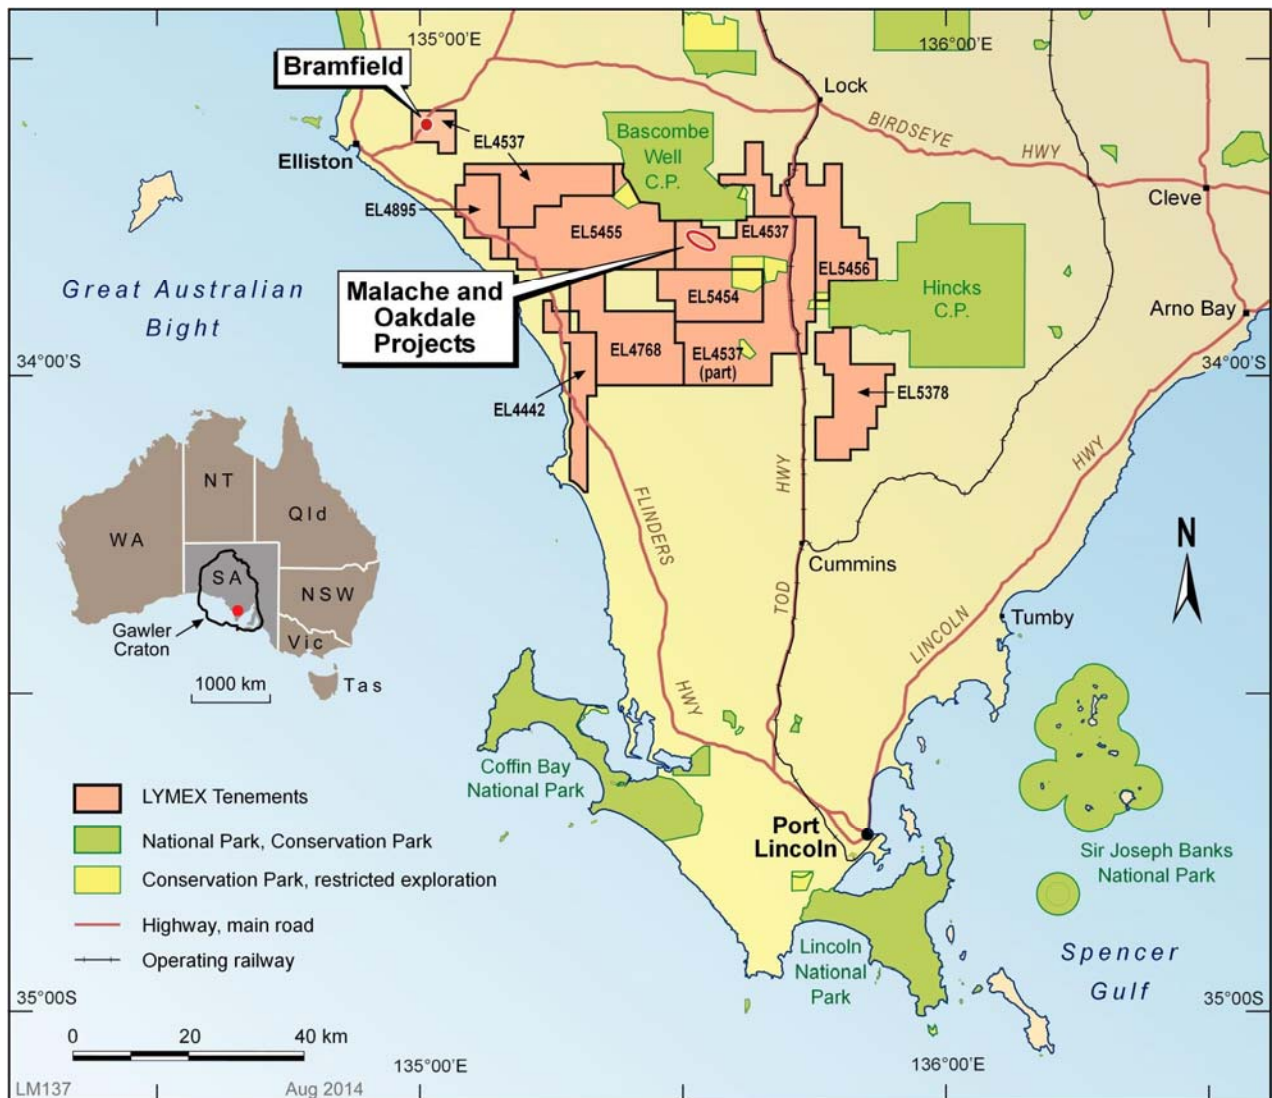 135°00'E
136°00'E
Bramfield
Lock
BIRDSEYE
HWY
EL4537
Bascombe
Well
C.P.
Elliston
Cleve
EL4895
EL5455
EL4537
EL5456
Great Australian
Bight
Malache and
Oakdale
Projects
EL5454
Hincks
C.P.
Arno Bay
34°00'S
34°00'S
EL4768
EL4537
(part)
EL5378
EL4442
HWY
HWY
FLINDERS
NT
Qld
WA
SA
NSW
Vic
Tas
Gawler
Craton
1000 km
N
Cummins
TOD
LINCOLN
Tumby
HWY
Coffin Bay
National Park
LYMEX Tenements
National Park, Conservation Park
Conservation Park, restricted exploration
Highway, main road
Operating railway
Port
Lincoln
Sir Joseph Banks
National Park
Lincoln
National
Park
Spencer
Gulf
35°00'S
35°00'S
0 20 40 km
135°00'E
136°00'E
LM137
Aug 2014